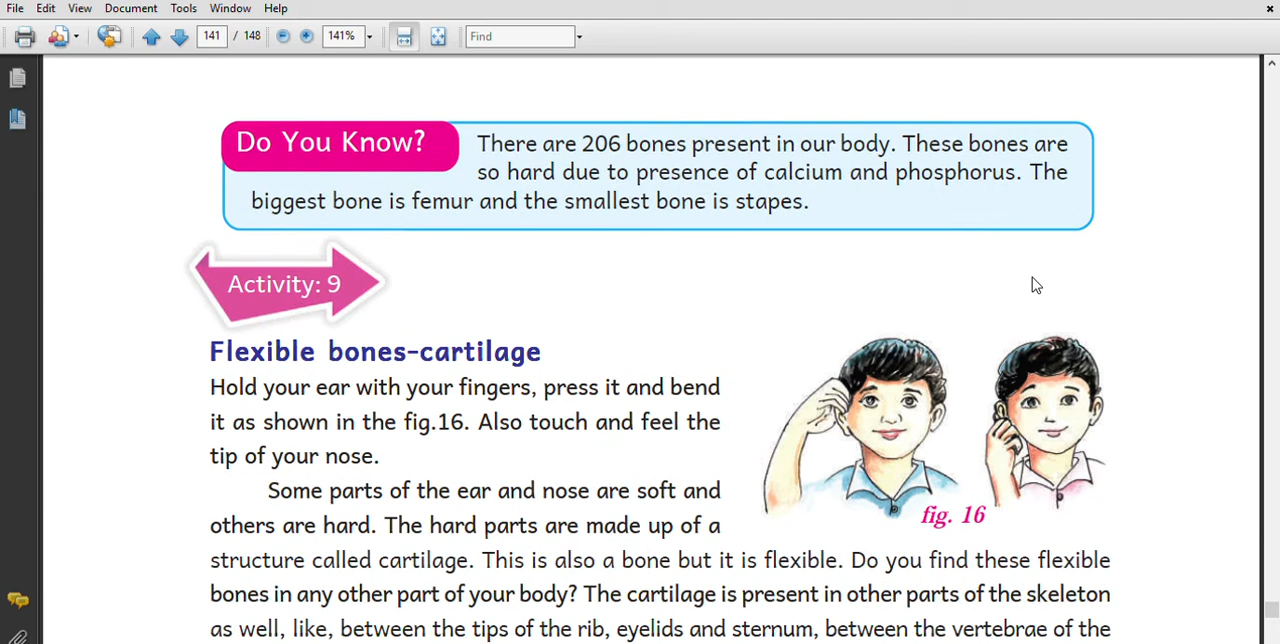 File Edit View Document Tools Window Help
141 / 148 141% Find
Do You Know?
There are 206 bones present in our body. These bones are
so hard due to presence of calcium and phosphorus. The
biggest bone is femur and the smallest bone is stapes.
Activity: 9
Flexible bones-cartilage
Hold your ear with your fingers, press it and bend
it as shown in the fig.16. Also touch and feel the
tip of your nose.
Some parts of the ear and nose are soft and
others are hard. The hard parts are made up of a
fig. 16
structure called cartilage. This is also a bone but it is flexible. Do you find these flexible
bones in any other part of your body? The cartilage is present in other parts of the skeleton
as well, like, between the tips of the rib, eyelids and sternum, between the vertebrae of the